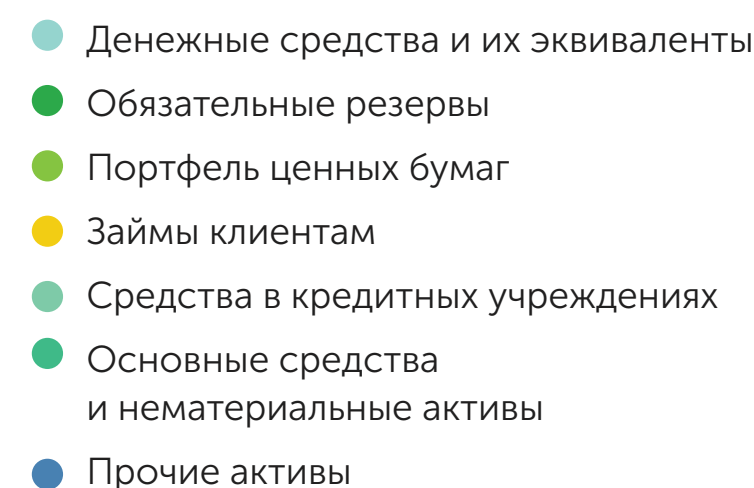 Денежные средства и их эквиваленты
Обязательные резервы
Портфель ценных бумаг
Займы клиентам
Средства в кредитных учреждениях
Основные средства
и нематериальные активы
Прочие активы